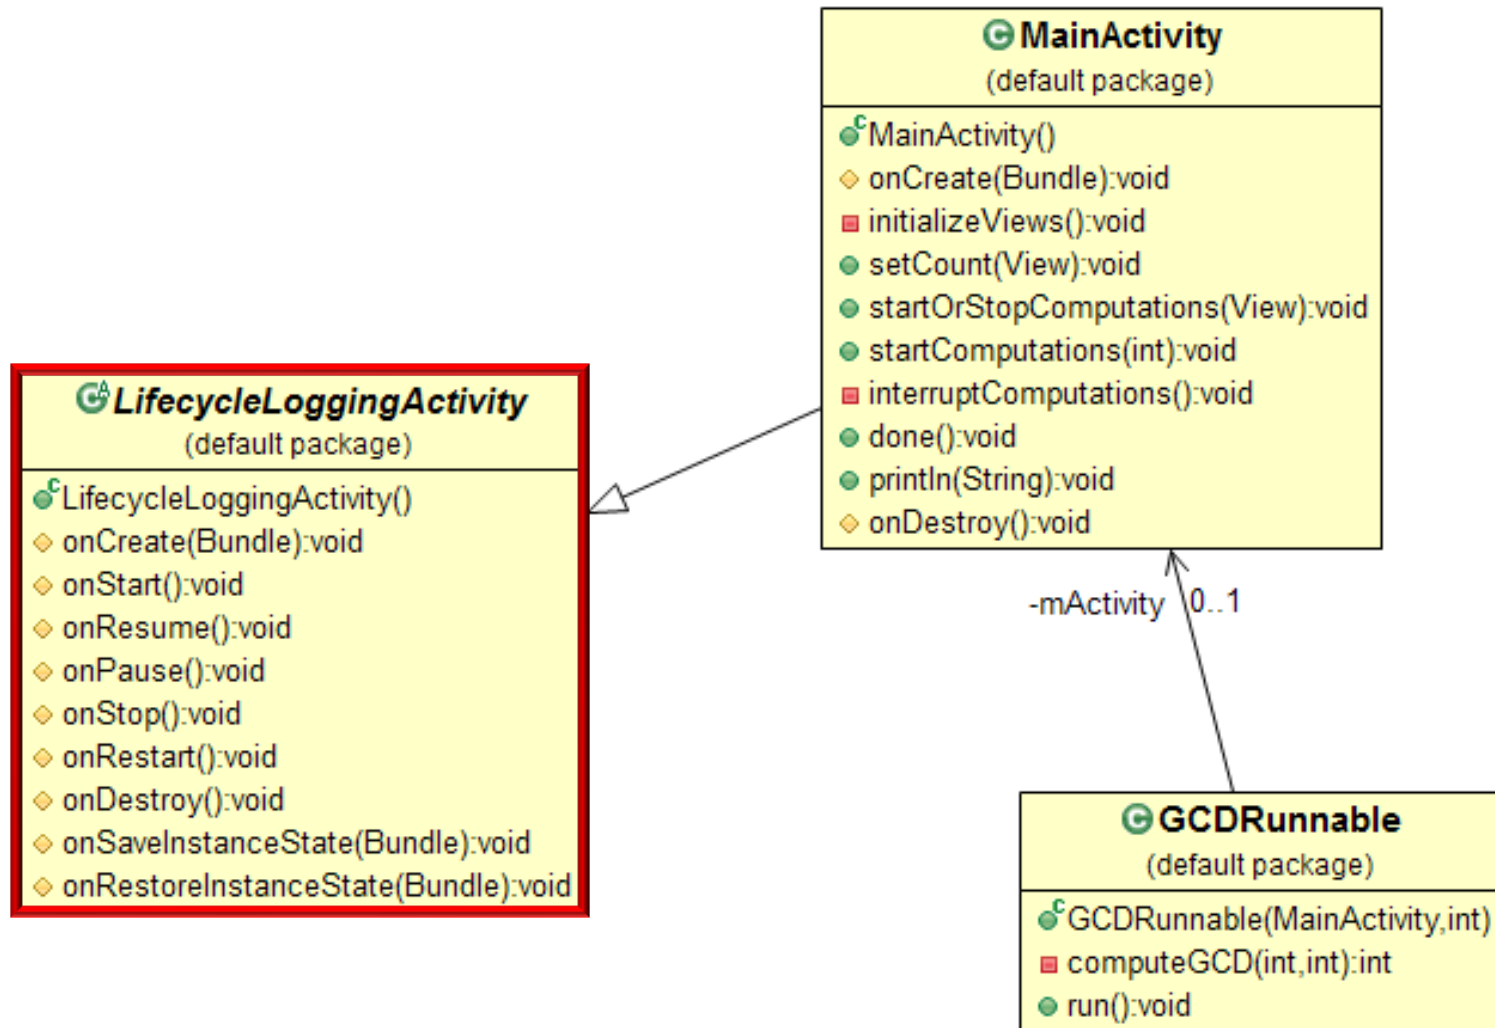 MainActivity
(default package)
MainActivity()
onCreate(Bundle):void
initializeViews():void
setCount(View):void
startOrStopComputations(View):void
startComputations(int):void
interruptComputations():void
done():void
println(String):void
onDestroy():void
LifecycleLoggingActivity
(default package)
LifecycleLoggingActivity()
onCreate(Bundle):void
onStart():void
onResume():void
onPause():void
onStop():void
onRestart():void
onDestroy():void
onSaveInstanceState(Bundle):void
onRestoreInstanceState(Bundle):void
-mActivity 0..1
GCDRunnable
(default package)
GCDRunnable(MainActivity,int)
computeGCD(int,int):int
run():void